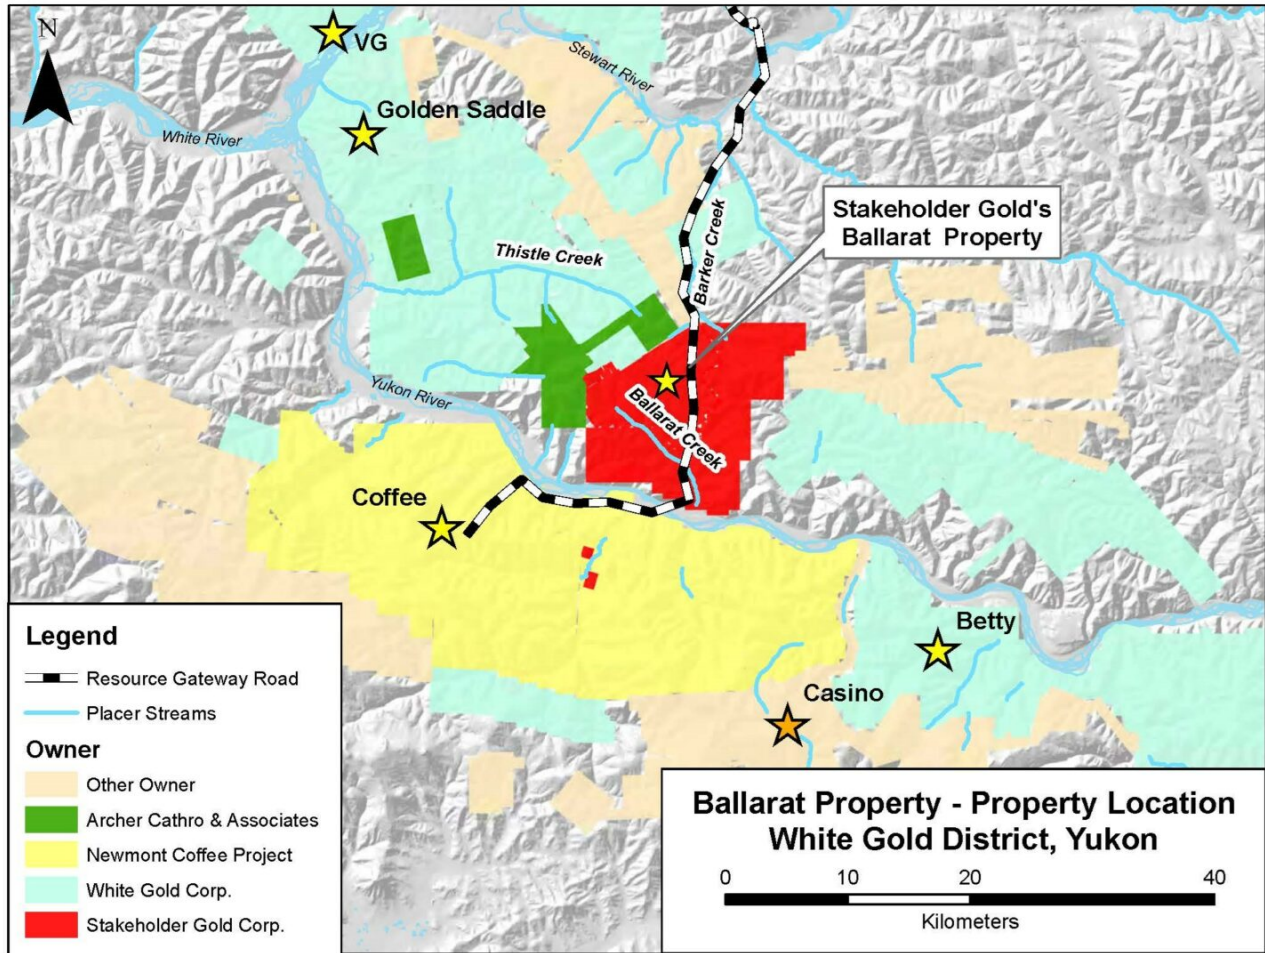 N
VG
Stewart River
Golden Saddle
White River
Stakeholder Gold's
Ballarat Property
Barker Creek
Thistle Creek
Yukon River
Ballarat Creek
Coffee
Betty
Casino
Legend
Resource Gateway Road
Placer Streams
Owner
Other Owner
Archer Cathro & Associates
Newmont Coffee Project
White Gold Corp.
Stakeholder Gold Corp.
Ballarat Property - Property Location
White Gold District, Yukon
0 10 20 40
Kilometers